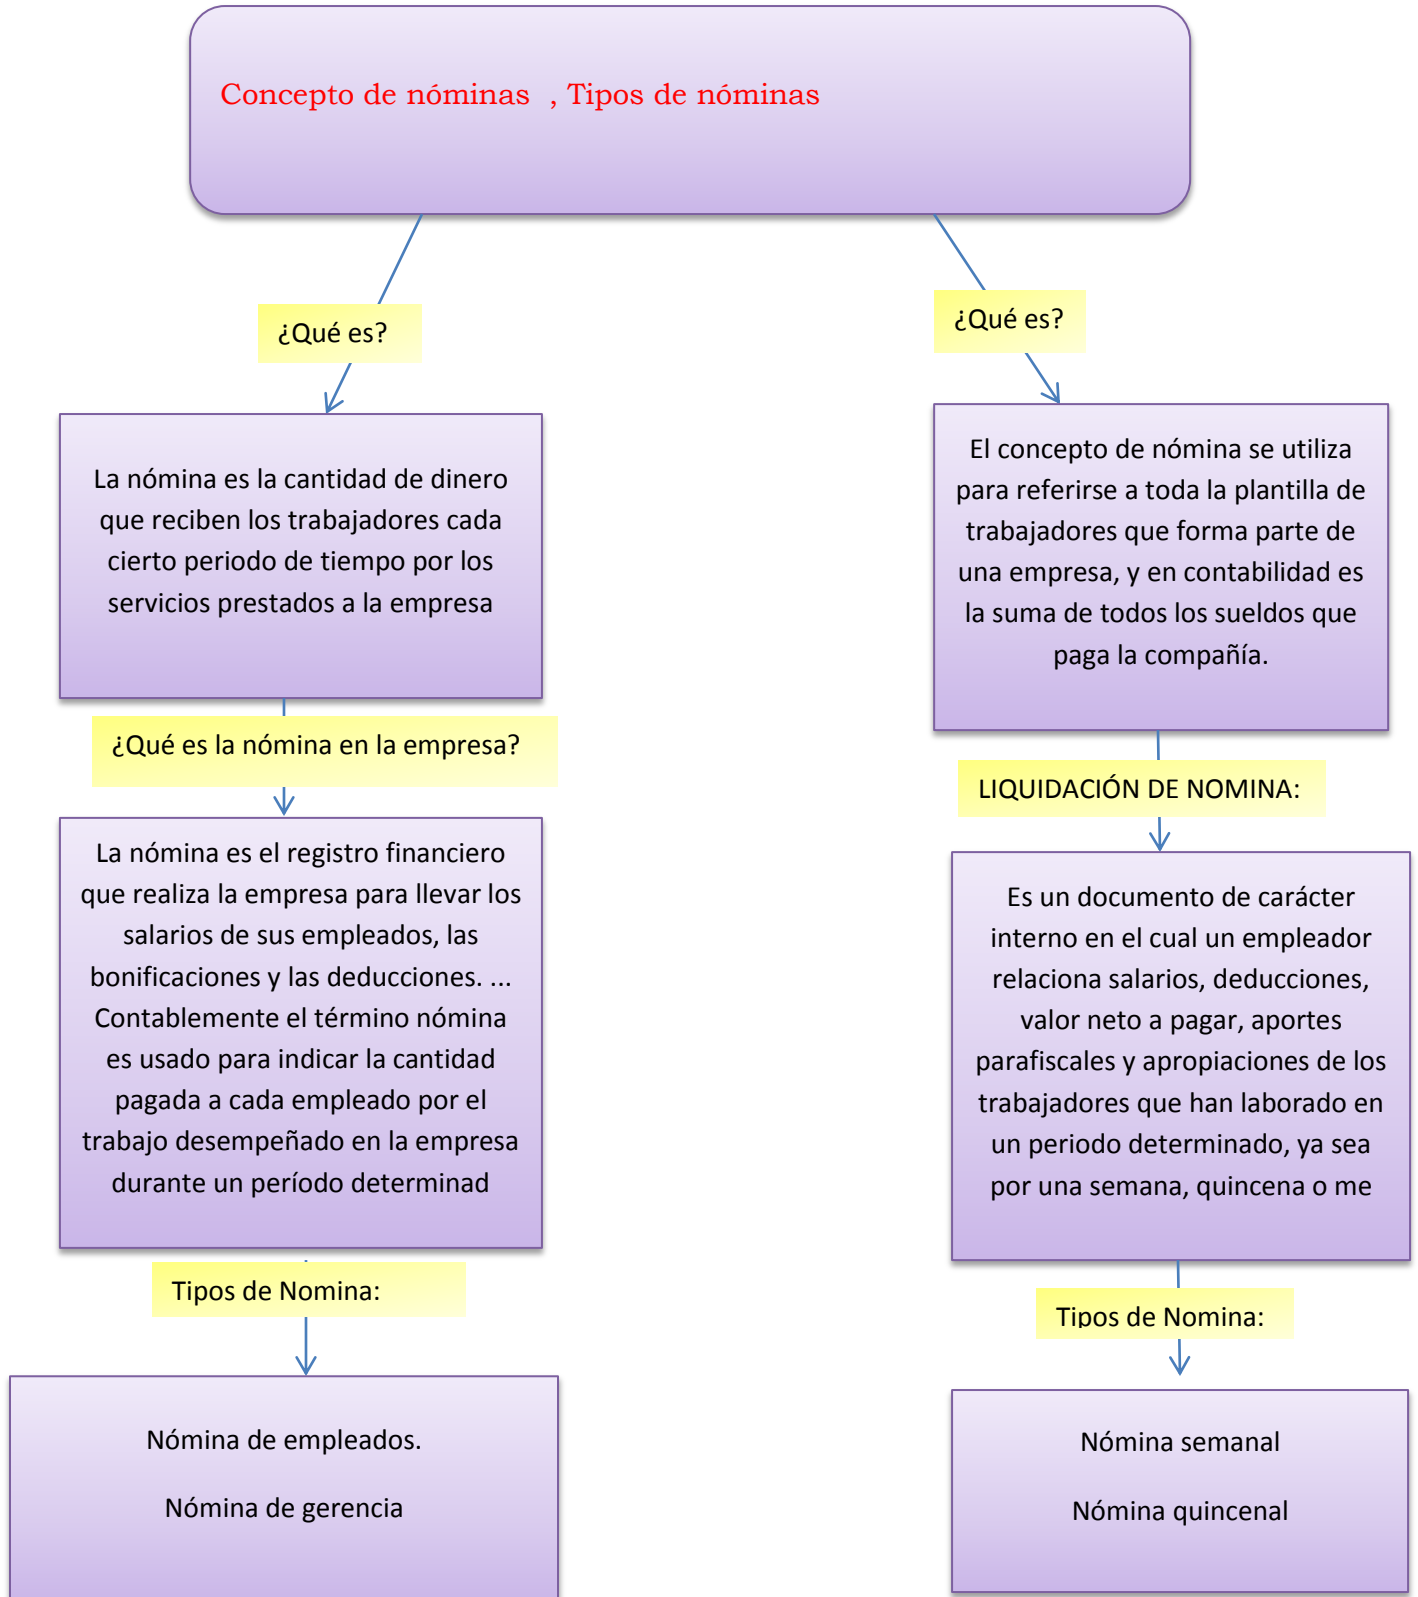 Concepto de nóminas , Tipos de nóminas
¿Qué es?
La nómina es la cantidad de dinero
que reciben los trabajadores cada
cierto periodo de tiempo por los
servicios prestados a la empresa
¿Qué es la nómina en la empresa?
La nómina es el registro financiero
que realiza la empresa para llevar los
salarios de sus empleados, las
bonificaciones y las deducciones. ...
Contablemente el término nómina
es usado para indicar la cantidad
pagada a cada empleado por el
trabajo desempeñado en la empresa
durante un período determinad
Tipos de Nomina:
Nómina de empleados.
Nómina de gerencia
¿Qué es?
El concepto de nómina se utiliza
para referirse a toda la plantilla de
trabajadores que forma parte de
una empresa, y en contabilidad es
la suma de todos los sueldos que
paga la compañía.
LIQUIDACIÓN DE NOMINA:
Es un documento de carácter
interno en el cual un empleador
relaciona salarios, deducciones,
valor neto a pagar, aportes
parafiscales y apropiaciones de los
trabajadores que han laborado en
un periodo determinado, ya sea
por una semana, quincena o me
Tipos de Nomina:
Nómina semanal
Nómina quincenal